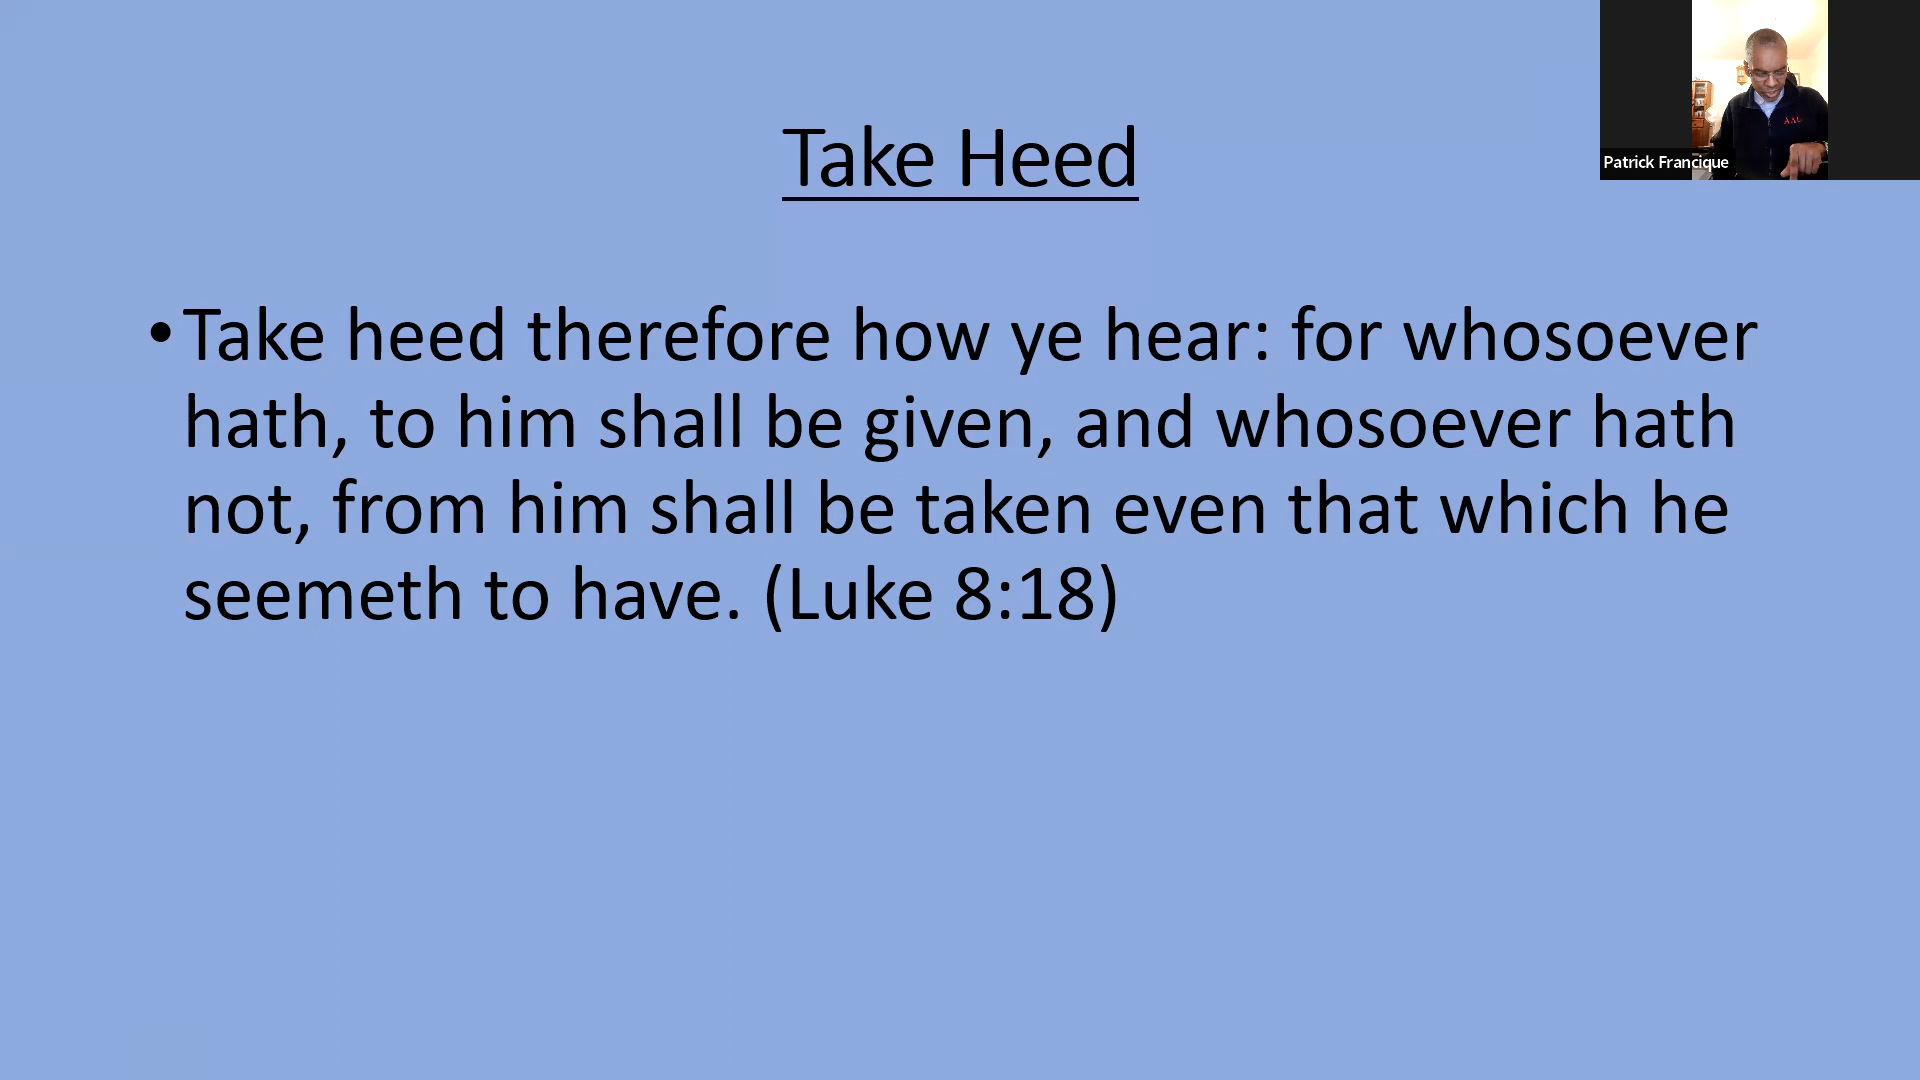 Take Heed
Patrick Francique
• Take heed therefore how ye hear: for whosoever
hath, to him shall be given, and whosoever hath
not, from him shall be taken even that which he
seemeth to have. (Luke 8:18)